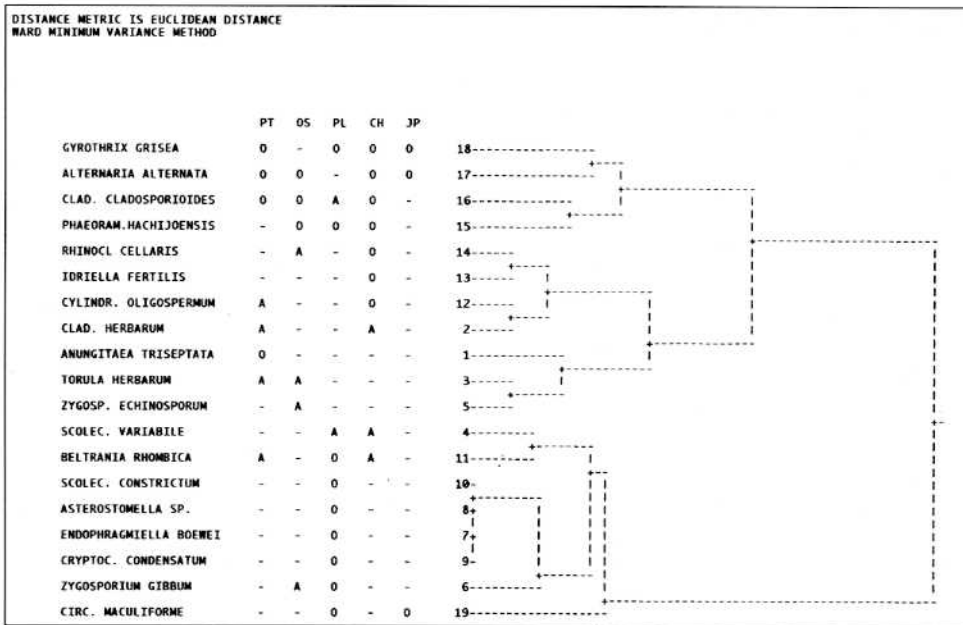 DISTANCE METRIC IS EUCLIDEAN DISTANCE
WARD MINIMUM VARIANCE METHOD
PT OS PL CH JP
GYROTHRIX GRISEA O - O O O 18
ALTERNARIA ALTERNATA O O - O O 17
CLAD. CLADOSPORIOIDES O O A O - 16
PHAEORAM.HACHIJOENSIS - O O O - 15
RHINOCL CELLARIS - A - O - 14
IDRIELLA FERTILIS - - - O - 13
CYLINDR. OLIGOSPERMUM A - - O - 12
CLAD. HERBARUM A - - A - 2
ANUNGITAEA TRISEPTATA O - - - - 1
TORULA HERBARUM A A - - - 3
ZYGOSP. ECHINOSPORUM - A - - - 5
SCOLEC. VARIABILE - - A A - 4
BELTRANIA RHOMBICA A - O A - 11
SCOLEC. CONSTRICTUM - - O - - 10
ASTEROSTOMELLA SP. - - O - - 8
ENDOPHRAGMIELLA BOEWEI - - O - - 7
CRYPTOC. CONDENSATUM - - O - - 9
ZYGOSPORIUM GIBBUM - A O - - 6
CIRC. MACULIFORME - - O - O 19